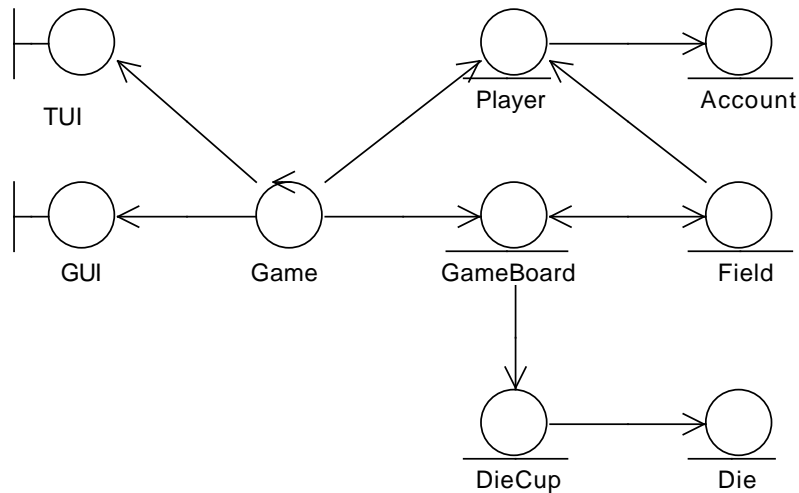 Player
Account
TUI
GUI
Game
GameBoard
Field
DieCup
Die